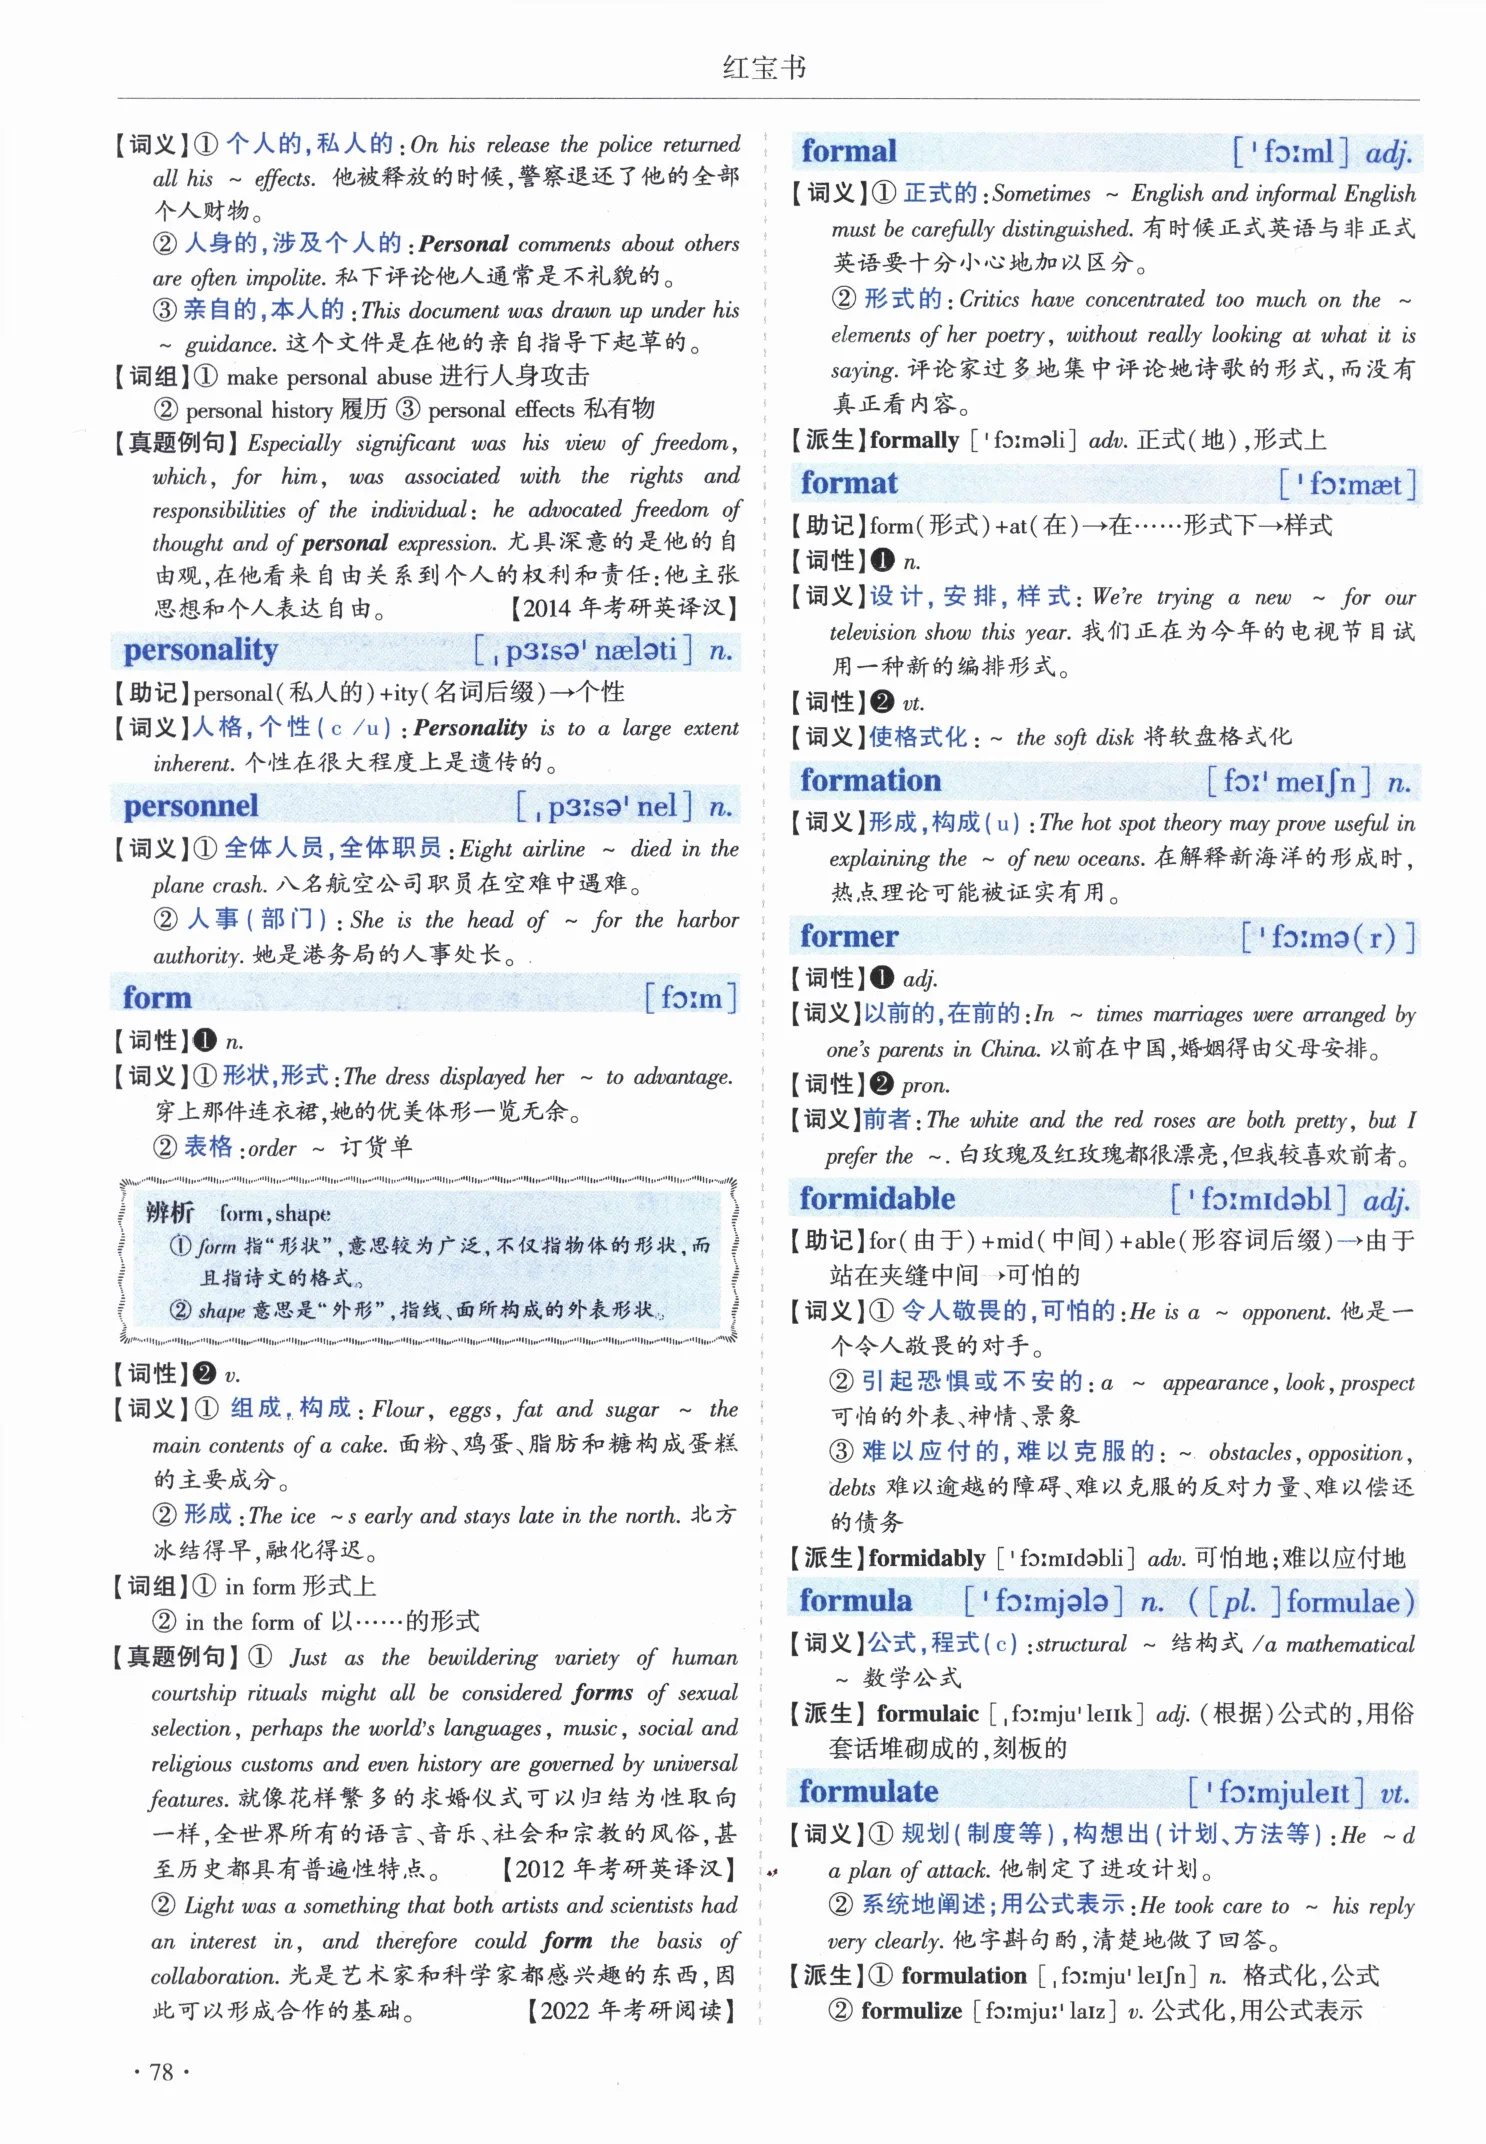 红宝书
【词义】① 个人的,私人的:On his release the police returned
all his ~ effects. 他被释放的时候,警察退还了他的全部
个人财物。
② 人身的,涉及个人的:Personal comments about others
are often impolite. 私下评论他人通常是不礼貌的。
③ 亲自的,本人的:This document was drawn up under his
~ guidance. 这个文件是在他的亲自指导下起草的。
【词组】① make personal abuse 进行人身攻击
② personal history 履历 ③ personal effects 私有物
【真题例句】 Especially significant was his view of freedom,
which, for him, was associated with the rights and
responsibilities of the individual: he advocated freedom of
thought and of personal expression. 尤具深意的是他的自
由观,在他看来自由关系到个人的权利和责任:他主张
思想和个人表达自由。 【2014 年考研英译汉】
personality [ˌpɜːsəˈnæləti] n.
【助记】personal(私人的)+ity(名词后缀)→个性
【词义】人格,个性(c /u):Personality is to a large extent
inherent. 个性在很大程度上是遗传的。
personnel [ˌpɜːsəˈnel] n.
【词义】① 全体人员,全体职员:Eight airline ~ died in the
plane crash. 八名航空公司职员在空难中遇难。
② 人事(部门):She is the head of ~ for the harbor
authority. 她是港务局的人事处长。
form [fɔːm]
【词性】❶ n.
【词义】① 形状,形式:The dress displayed her ~ to advantage.
穿上那件连衣裙,她的优美体形一览无余。
② 表格:order ~ 订货单
辨析 form,shape
① form 指“形状”,意思较为广泛,不仅指物体的形状,而
且指诗文的格式。
② shape 意思是“外形”,指线、面所构成的外表形状。
【词性】❷ v.
【词义】① 组成,构成:Flour, eggs, fat and sugar ~ the
main contents of a cake. 面粉、鸡蛋、脂肪和糖构成蛋糕
的主要成分。
② 形成:The ice ~s early and stays late in the north. 北方
冰结得早,融化得迟。
【词组】① in form 形式上
② in the form of 以……的形式
【真题例句】 ① Just as the bewildering variety of human
courtship rituals might all be considered forms of sexual
selection, perhaps the world's languages, music, social and
religious customs and even history are governed by universal
features. 就像花样繁多的求婚仪式可以归结为性取向
一样,全世界所有的语言、音乐、社会和宗教的风俗,甚
至历史都具有普遍性特点。 【2012 年考研英译汉】
② Light was a something that both artists and scientists had
an interest in, and therefore could form the basis of
collaboration. 光是艺术家和科学家都感兴趣的东西,因
此可以形成合作的基础。 【2022 年考研阅读】
formal [ˈfɔːml] adj.
【词义】① 正式的:Sometimes ~ English and informal English
must be carefully distinguished. 有时候正式英语与非正式
英语要十分小心地加以区分。
② 形式的:Critics have concentrated too much on the ~
elements of her poetry, without really looking at what it is
saying. 评论家过多地集中评论她诗歌的形式,而没有
真正看内容。
【派生】formally [ˈfɔːməli] adv. 正式(地),形式上
format [ˈfɔːmæt]
【助记】form(形式)+at(在)→在……形式下→样式
【词性】❶ n.
【词义】设计,安排,样式:We're trying a new ~ for our
television show this year. 我们正在为今年的电视节目试
用一种新的编排形式。
【词性】❷ vt.
【词义】使格式化:~ the soft disk 将软盘格式化
formation [fɔːˈmeɪʃn] n.
【词义】形成,构成(u):The hot spot theory may prove useful in
explaining the ~ of new oceans. 在解释新海洋的形成时,
热点理论可能被证实有用。
former [ˈfɔːmə(r)]
【词性】❶ adj.
【词义】以前的,在前的:In ~ times marriages were arranged by
one's parents in China. 以前在中国,婚姻得由父母安排。
【词性】❷ pron.
【词义】前者:The white and the red roses are both pretty, but I
prefer the ~. 白玫瑰及红玫瑰都很漂亮,但我较喜欢前者。
formidable [ˈfɔːmɪdəbl] adj.
【助记】for(由于)+mid(中间)+able(形容词后缀)→由于
站在夹缝中间→可怕的
【词义】① 令人敬畏的,可怕的:He is a ~ opponent. 他是一
个令人敬畏的对手。
② 引起恐惧或不安的:a ~ appearance, look, prospect
可怕的外表、神情、景象
③ 难以应付的,难以克服的:~ obstacles, opposition,
debts 难以逾越的障碍、难以克服的反对力量、难以偿还
的债务
【派生】formidably [ˈfɔːmɪdəbli] adv. 可怕地;难以应付地
formula [ˈfɔːmjələ] n. ([pl.]formulae)
【词义】公式,程式(c):structural ~ 结构式 /a mathematical
~ 数学公式
【派生】 formulaic [ˌfɔːmjuˈleɪɪk] adj. (根据)公式的,用俗
套话堆砌成的,刻板的
formulate [ˈfɔːmjuleɪt] vt.
【词义】① 规划(制度等),构想出(计划、方法等):He ~d
a plan of attack. 他制定了进攻计划。
② 系统地阐述;用公式表示:He took care to ~ his reply
very clearly. 他字斟句酌,清楚地做了回答。
【派生】① formulation [ˌfɔːmjuˈleɪʃn] n. 格式化,公式
② formulize [fɔːmjuːˈlaɪz] v. 公式化,用公式表示
· 78 ·